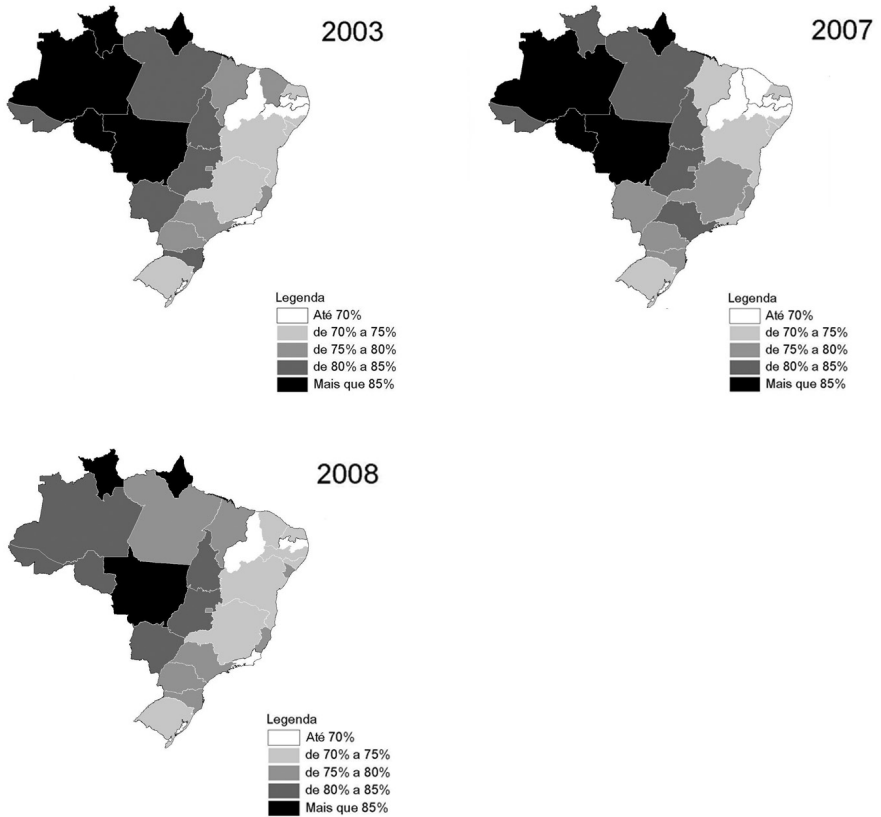 2003
Legenda
Até 70%
de 70% a 75%
de 75% a 80%
de 80% a 85%
Mais que 85%
2007
Legenda
Até 70%
de 70% a 75%
de 75% a 80%
de 80% a 85%
Mais que 85%
2008
Legenda
Até 70%
de 70% a 75%
de 75% a 80%
de 80% a 85%
Mais que 85%